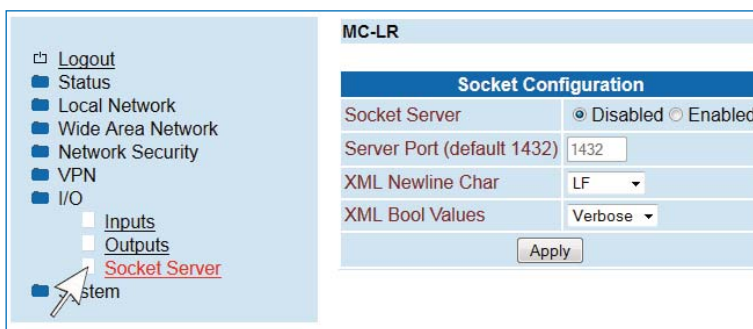 Logout
Status
Local Network
Wide Area Network
Network Security
VPN
I/O
Inputs
Outputs
Socket Server
MC-LR
Socket Configuration
Socket Server Disabled Enabled
Server Port (default 1432) 1432
XML Newline Char LF
XML Bool Values Verbose
Apply